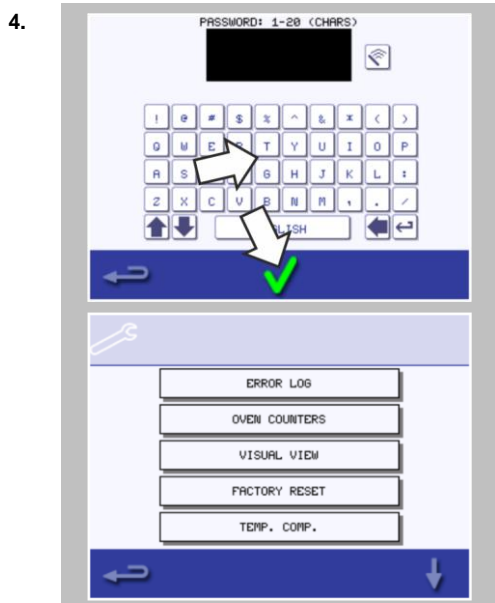 4.
PASSWORD: 1-20 (CHARS)
! @ # $ % ^ & * ( )
Q W E T Y U I O P
A S G H J K L :
Z X C V B N M , . /
ERROR LOG
OVEN COUNTERS
VISUAL VIEW
FACTORY RESET
TEMP. COMP.